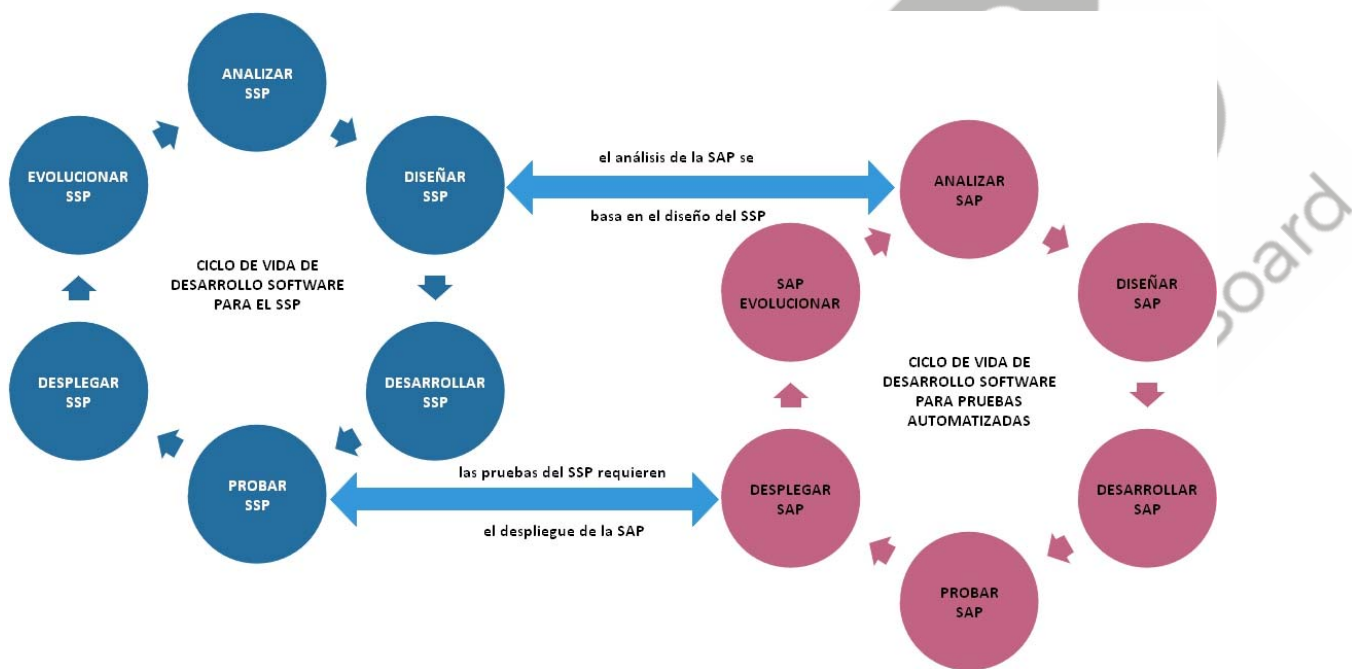 ANALIZAR
SSP
EVOLUCIONAR
SSP
DISEÑAR
SSP
CICLO DE VIDA DE
DESARROLLO SOFTWARE
PARA EL SSP
DESPLEGAR
SSP
DESARROLLAR
SSP
PROBAR
SSP
el análisis de la SAP se
basa en el diseño del SSP
las pruebas del SSP requieren
el despliegue de la SAP
ANALIZAR
SAP
SAP
EVOLUCIONAR
DISEÑAR
SAP
CICLO DE VIDA DE
DESARROLLO SOFTWARE
PARA PRUEBAS
AUTOMATIZADAS
DESPLEGAR
SAP
DESARROLLAR
SAP
PROBAR
SAP